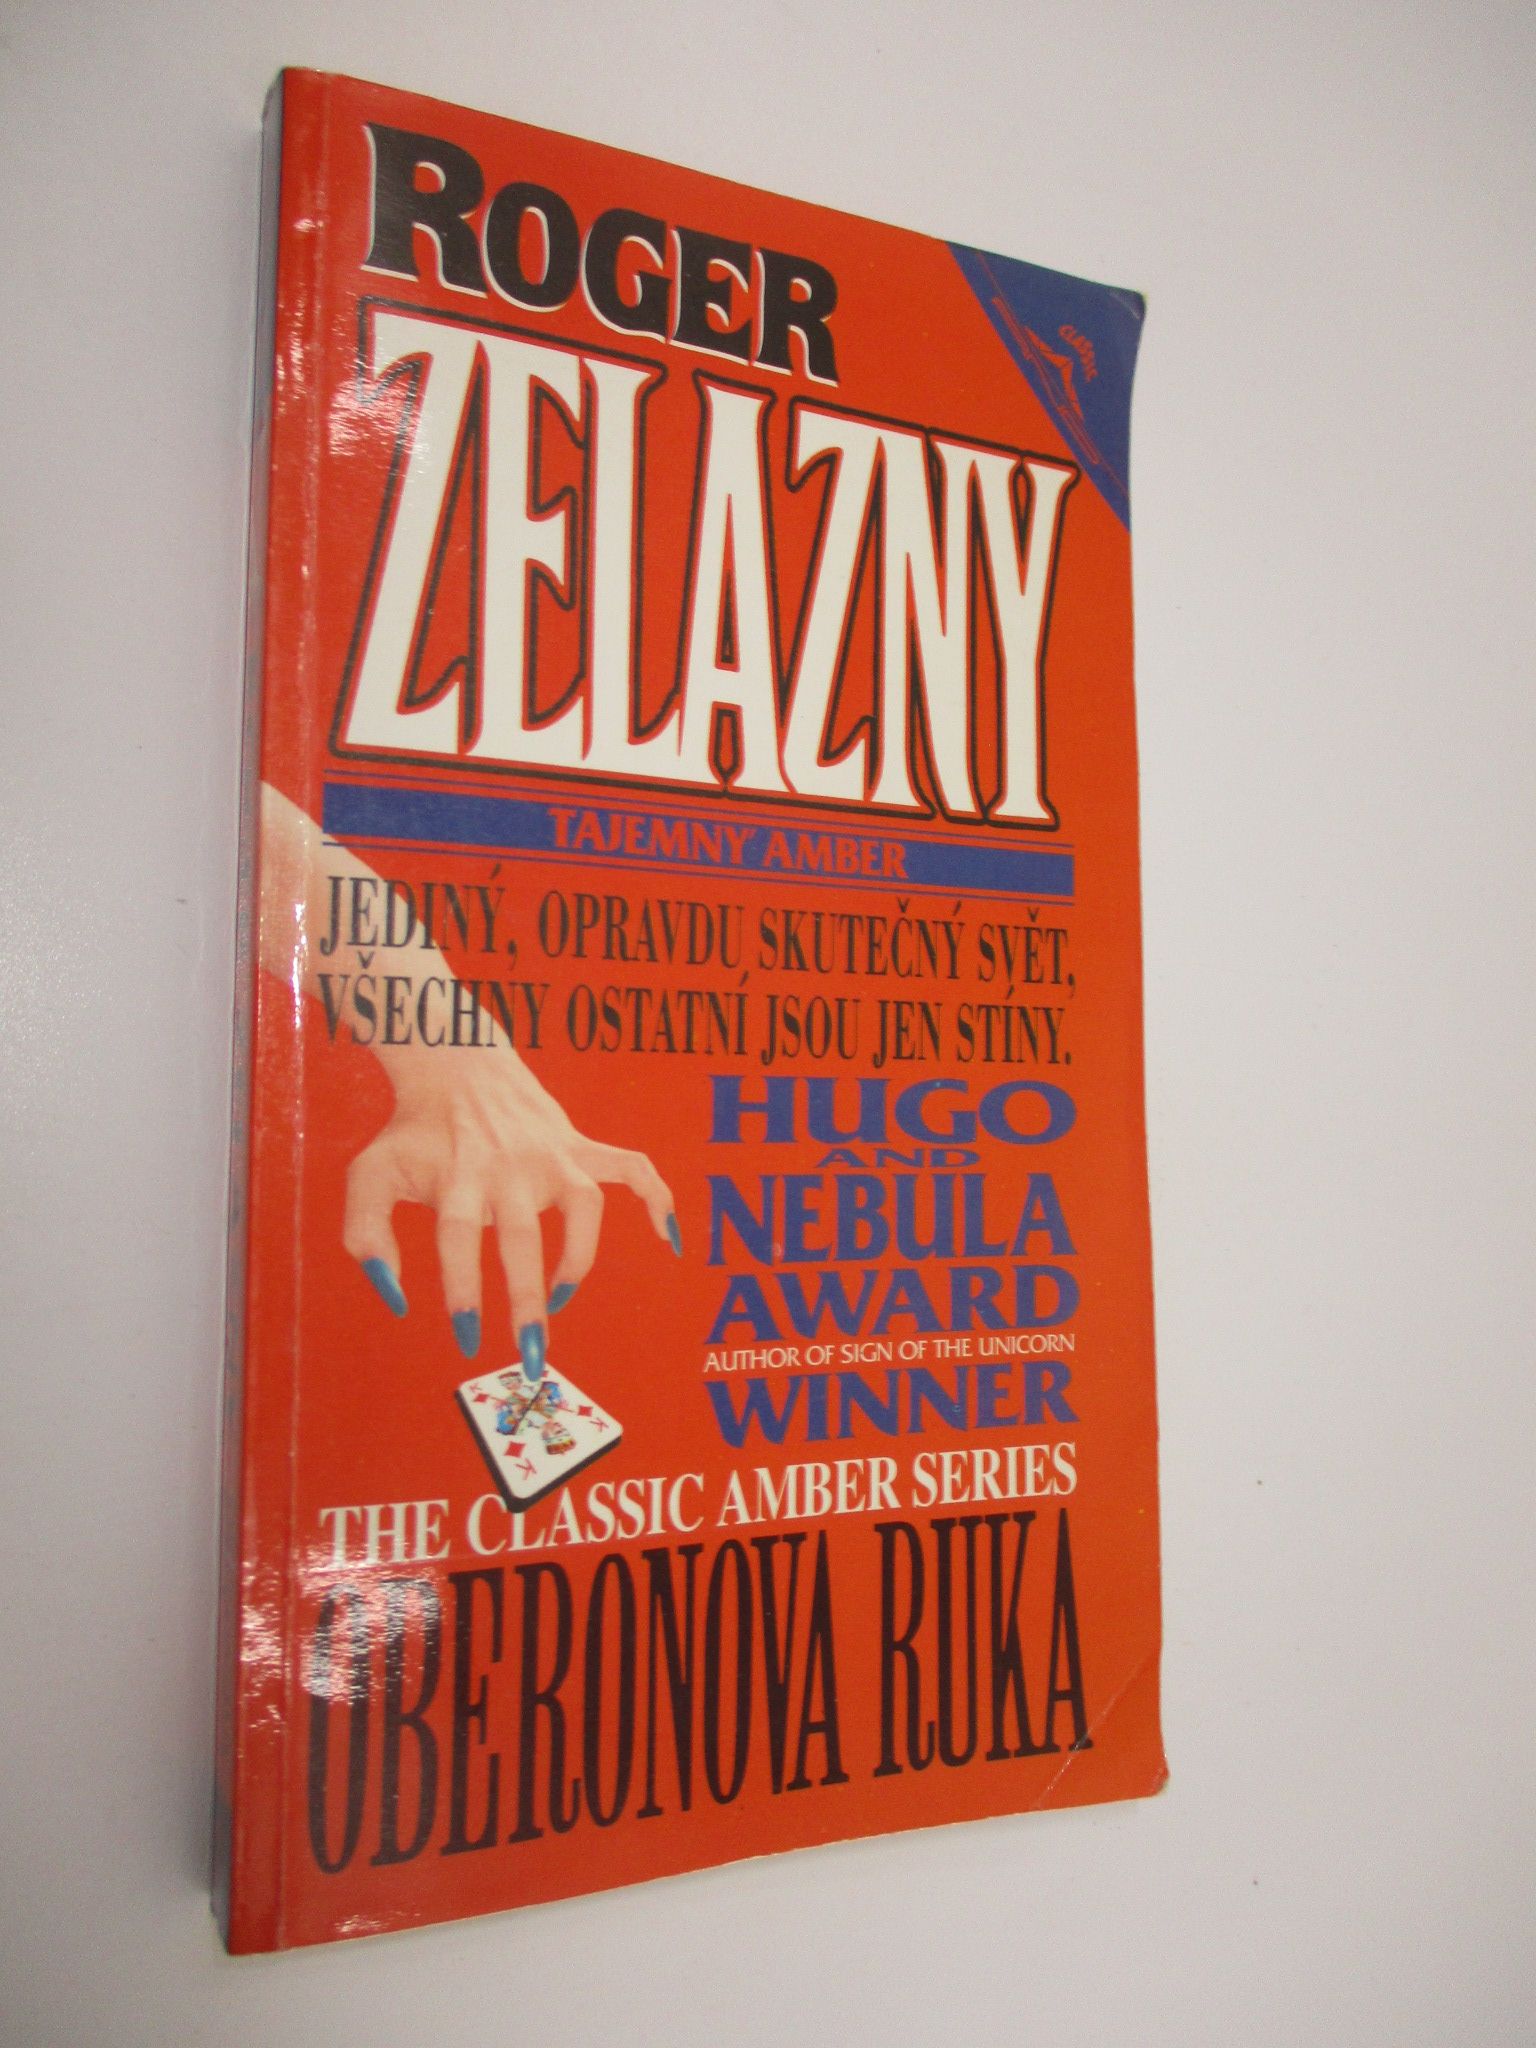 ROGER
ZELAZNY
CLASSIC
TAJEMNÝ AMBER
JEDINÝ, OPRAVDU SKUTEČNÝ SVĚT,
VŠECHNY OSTATNÍ JSOU JEN STÍNY.
HUGO
AND
NEBULA
AWARD
AUTHOR OF SIGN OF THE UNICORN
WINNER
K
K
K
THE CLASSIC AMBER SERIES
OBERONOVA RUKA